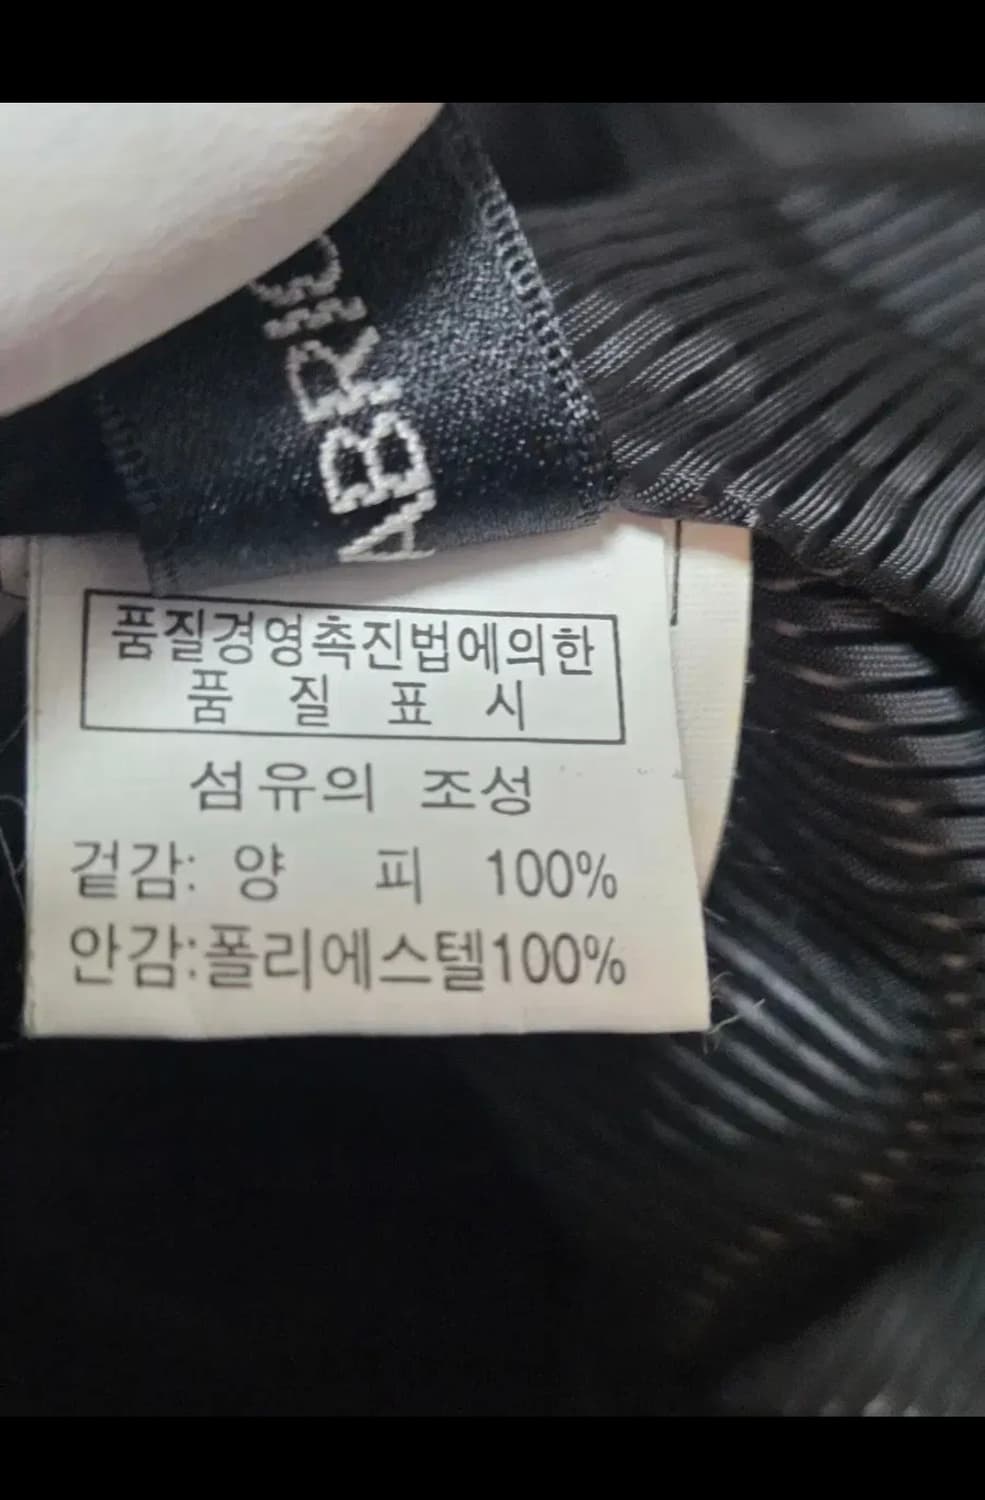 품질경영촉진법에의한
품 질 표 시
섬유의 조성
겉감: 양 피 100%
안감:폴리에스텔100%